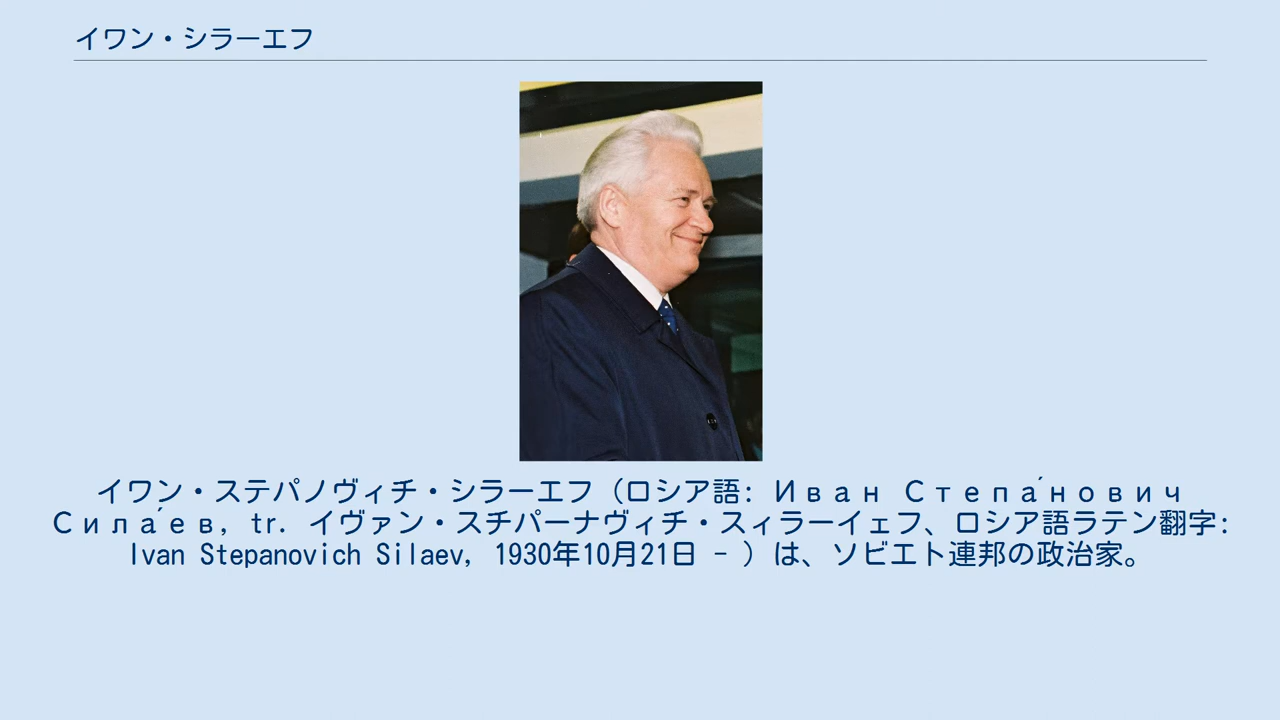 イワン・シラーエフ
イワン・ステパノヴィチ・シラーエフ（ロシア語: Иван Степа́нович
Сила́ев, tr. イヴァン・スチパーナヴィチ・スィラーイェフ、ロシア語ラテン翻字:
Ivan Stepanovich Silaev, 1930年10月21日 - ）は、ソビエト連邦の政治家。